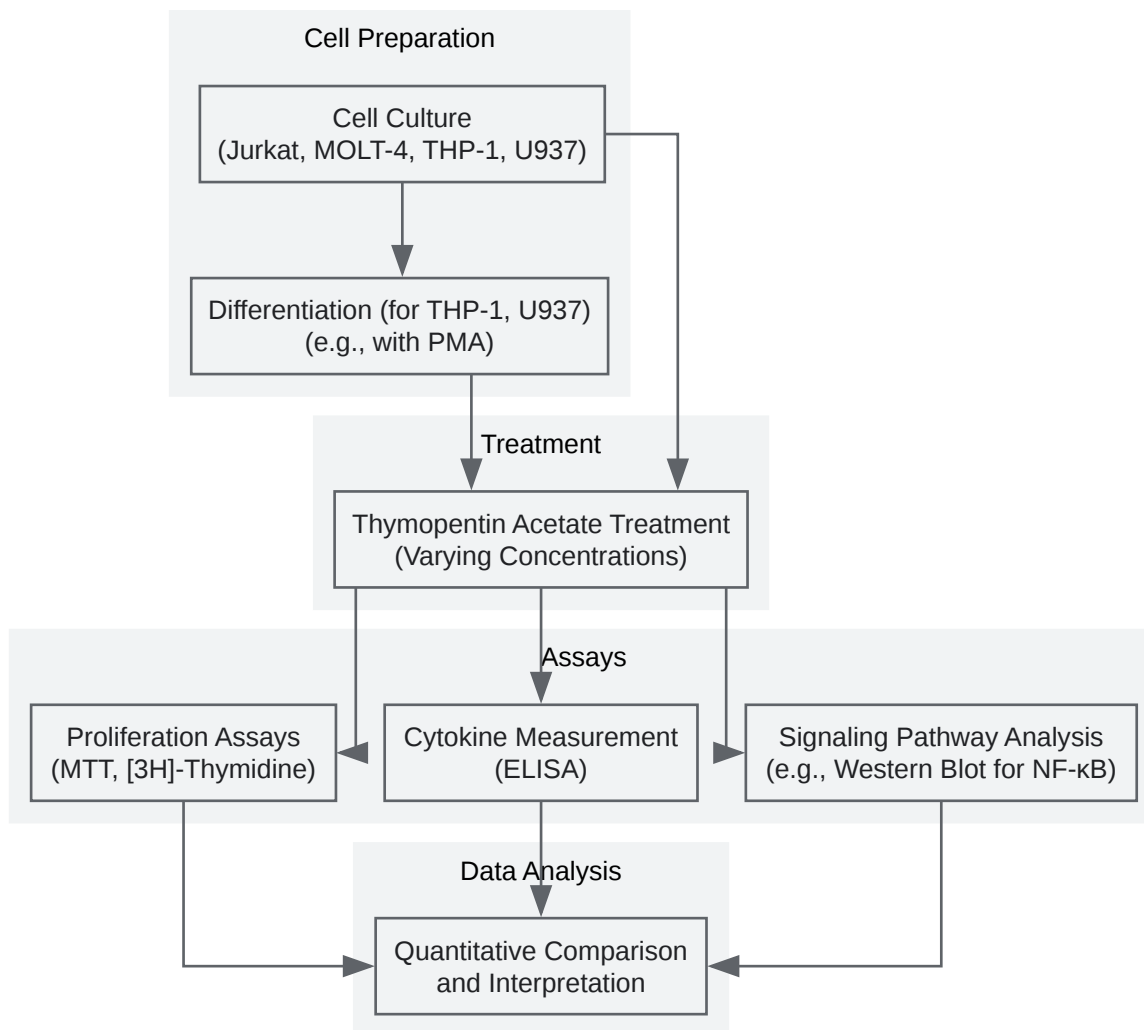 Cell Preparation
Cell Culture
(Jurkat, MOLT-4, THP-1, U937)
Differentiation (for THP-1, U937)
(e.g., with PMA)
Treatment
Thymopentin Acetate Treatment
(Varying Concentrations)
Assays
Proliferation Assays
(MTT, [3H]-Thymidine)
Cytokine Measurement
(ELISA)
Signaling Pathway Analysis
(e.g., Western Blot for NF-κB)
Data Analysis
Quantitative Comparison
and Interpretation